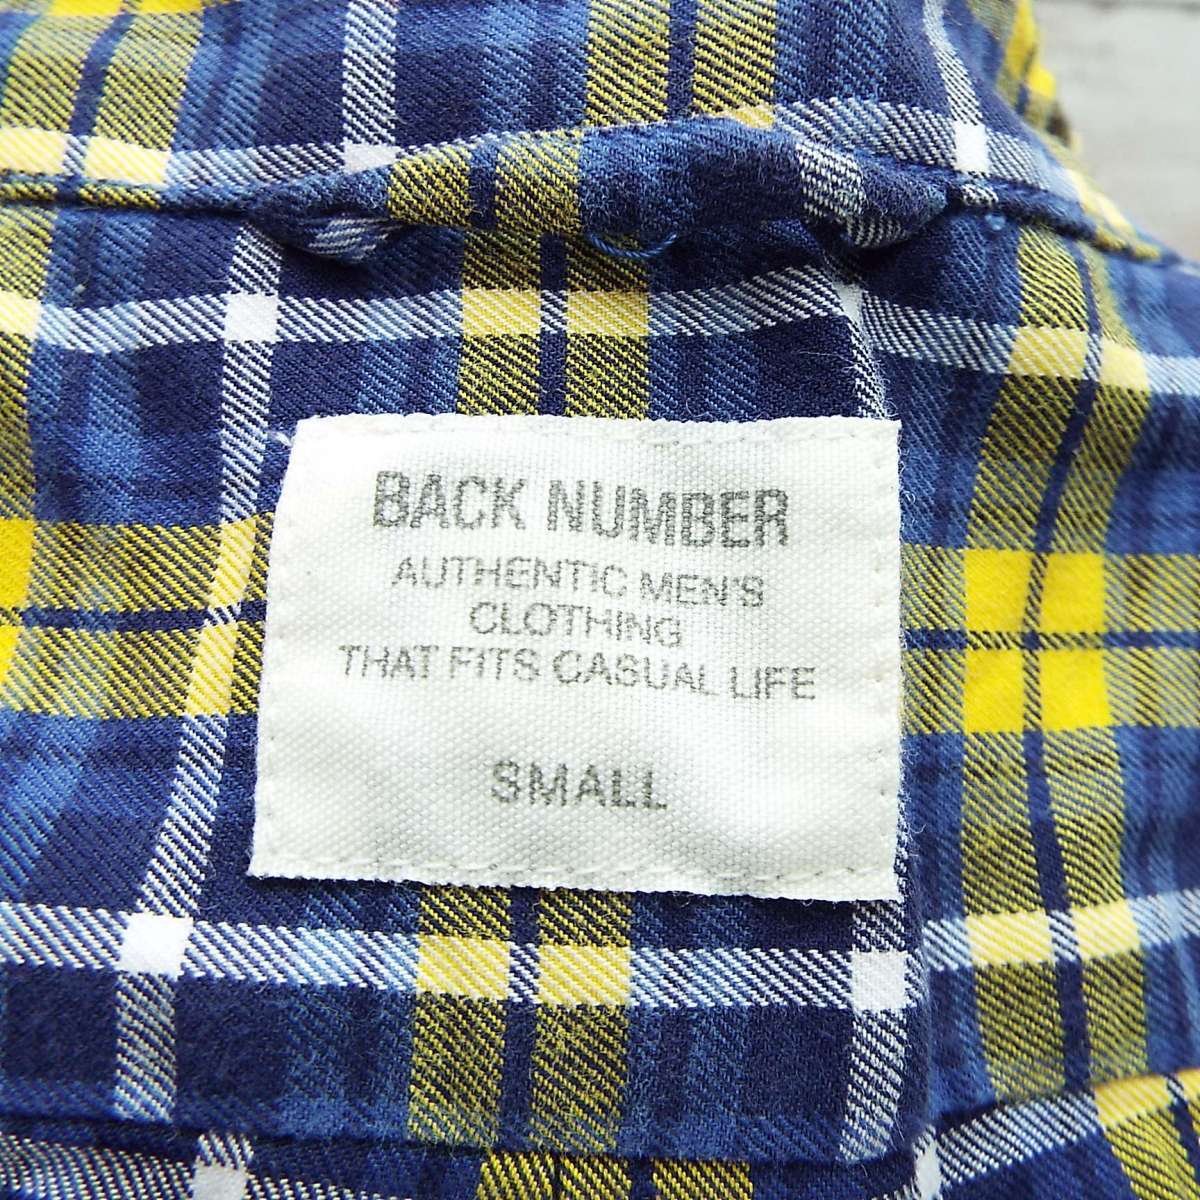 BACK NUMBER
AUTHENTIC MEN'S
CLOTHING
THAT FITS CASUAL LIFE
SMALL